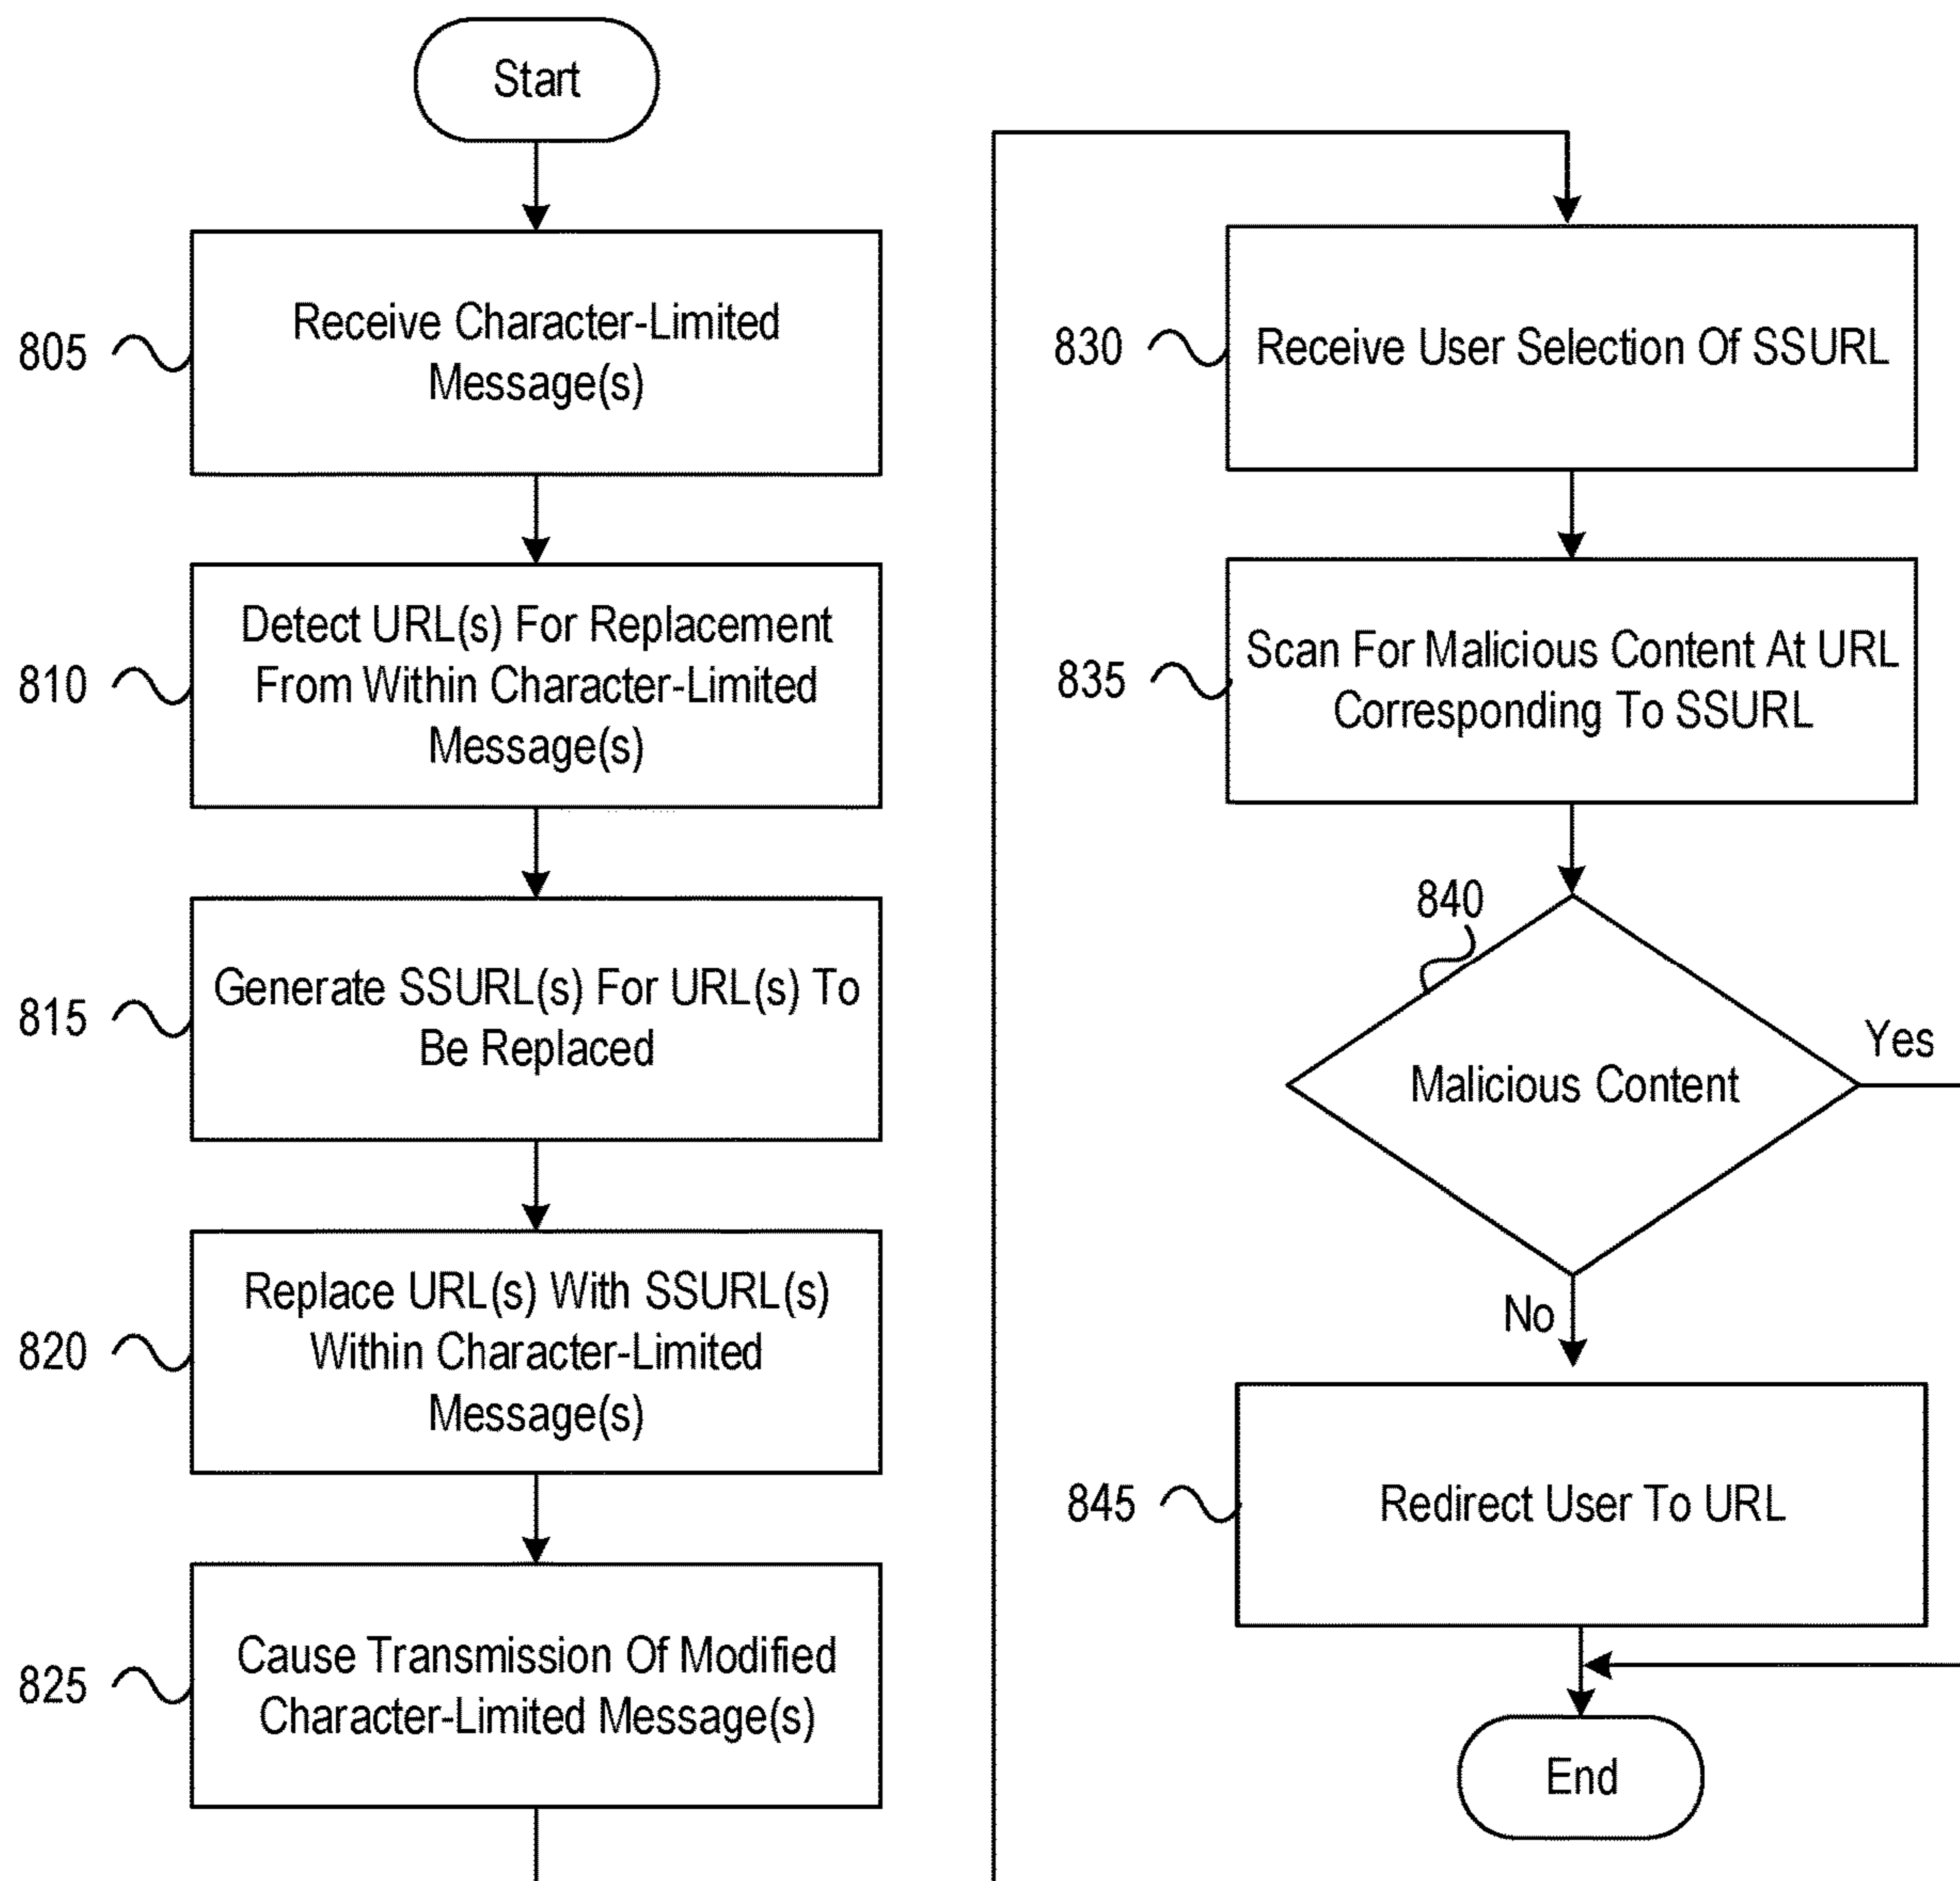 Start
805
Receive Character-Limited
Message(s)
810
Detect URL(s) For Replacement
From Within Character-Limited
Message(s)
815
Generate SSURL(s) For URL(s) To
Be Replaced
820
Replace URL(s) With SSURL(s)
Within Character-Limited
Message(s)
825
Cause Transmission Of Modified
Character-Limited Message(s)
830
Receive User Selection Of SSURL
835
Scan For Malicious Content At URL
Corresponding To SSURL
840
Malicious Content
Yes
No
845
Redirect User To URL
End